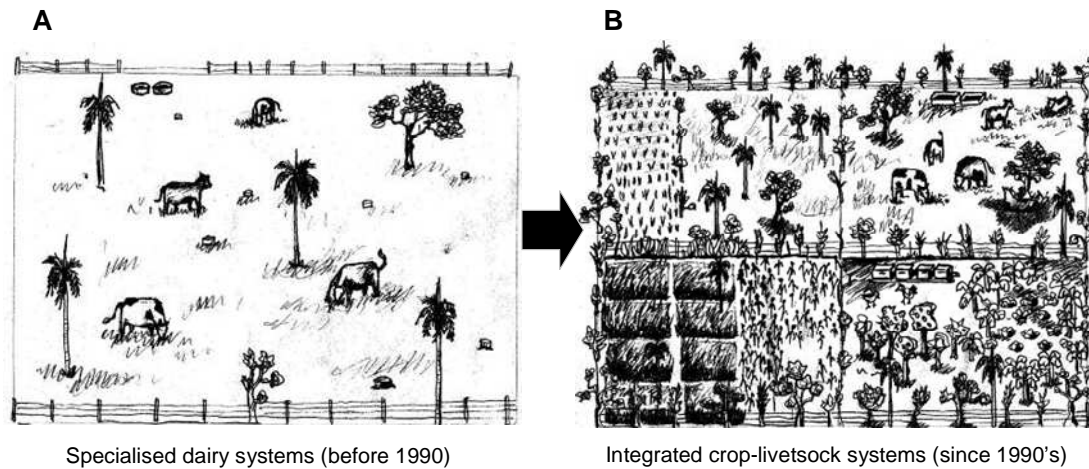 A
B
Specialised dairy systems (before 1990)
Integrated crop-livetsock systems (since 1990's)